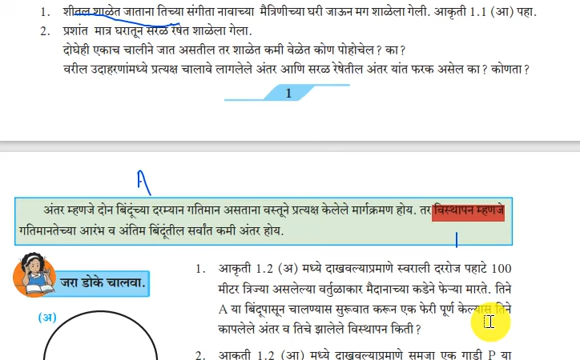 1. शीतल शाळेत जाताना तिच्या संगीता नावाच्या मैत्रिणीच्या घरी जाऊन मग शाळेला गेली. आकृती 1.1 (आ) पहा.
2. प्रशांत मात्र घरातून सरळ रेषेत शाळेला गेला.
दोघेही एकाच चालीने जात असतील तर शाळेत कमी वेळेत कोण पोहोचेल ? का ?
वरील उदाहरणांमध्ये प्रत्यक्ष चालावे लागलेले अंतर आणि सरळ रेषेतील अंतर यांत फरक असेल का ? कोणता ?
1
A
अंतर म्हणजे दोन बिंदूंच्या दरम्यान गतिमान असताना वस्तूने प्रत्यक्ष केलेले मार्गक्रमण होय. तर विस्थापन म्हणजे
गतिमानतेच्या आरंभ व अंतिम बिंदूतील सर्वांत कमी अंतर होय.
जरा डोके चालवा.
1. आकृती 1.2 (अ) मध्ये दाखवल्याप्रमाणे स्वराली दररोज पहाटे 100
मीटर त्रिज्या असलेल्या वर्तुळाकार मैदानाच्या कडेने फेऱ्या मारते. तिने
(अ)
A या बिंदूपासून चालण्यास सुरूवात करून एक फेरी पूर्ण केल्यास तिने
कापलेले अंतर व तिचे झालेले विस्थापन किती ?
2. आकृती 1.2 (आ) मध्ये दाखवल्याप्रमाणे समजा एक गाडी P या